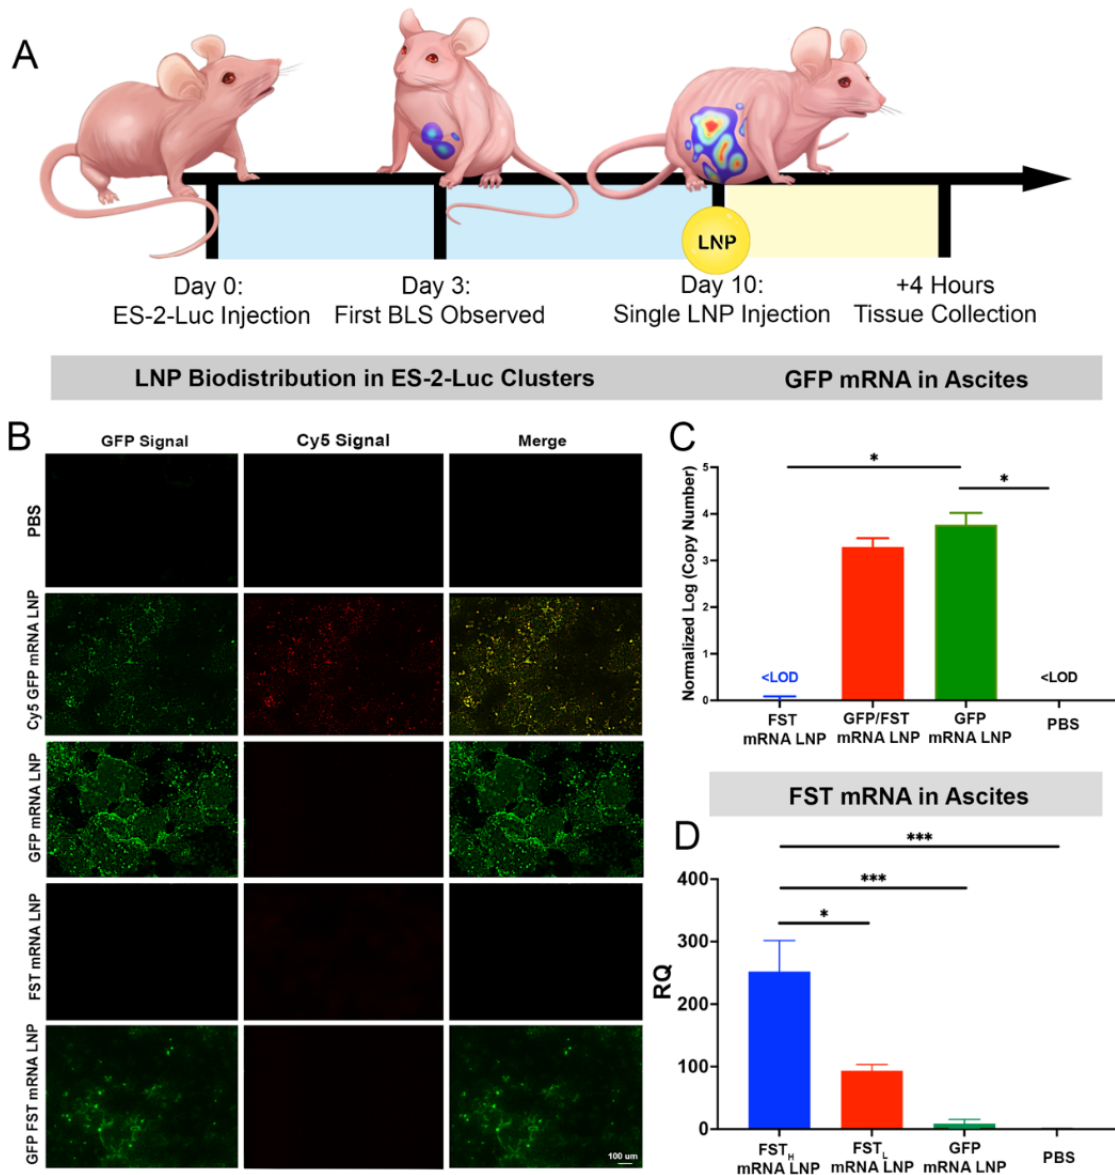 A
LNP
Day 0:
ES-2-Luc Injection
Day 3:
First BLS Observed
Day 10:
Single LNP Injection
+4 Hours
Tissue Collection
LNP Biodistribution in ES-2-Luc Clusters
GFP mRNA in Ascites
B
GFP Signal
Cy5 Signal
Merge
PBS
Cy5 GFP mRNA LNP
GFP mRNA LNP
FST mRNA LNP
GFP FST mRNA LNP
100 um
C
*
*
Normalized Log (Copy Number)
5
4
3
2
1
0
<LOD
<LOD
FST
mRNA LNP
GFP/FST
mRNA LNP
GFP
mRNA LNP
PBS
FST mRNA in Ascites
D
***
***
*
RQ
400
300
200
100
0
FSTH
mRNA LNP
FSTL
mRNA LNP
GFP
mRNA LNP
PBS